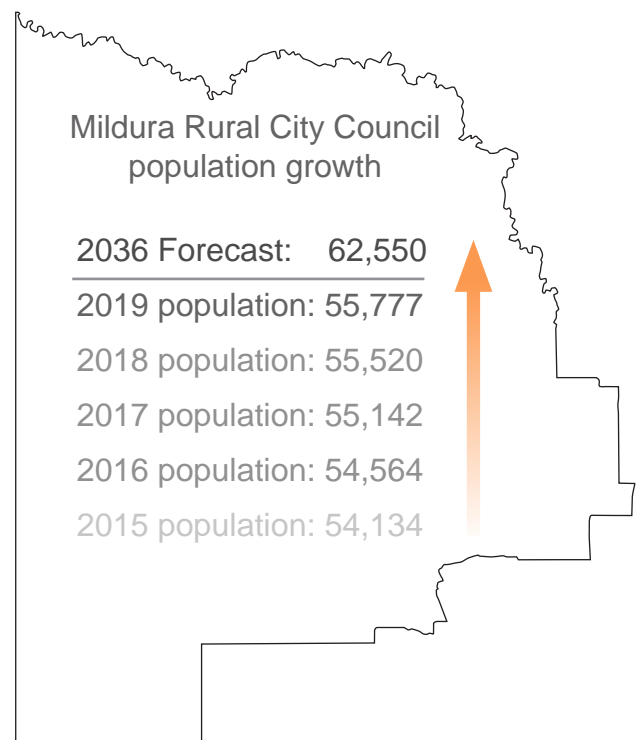 Mildura Rural City Council
population growth
2036 Forecast: 62,550
2019 population: 55,777
2018 population: 55,520
2017 population: 55,142
2016 population: 54,564
2015 population: 54,134